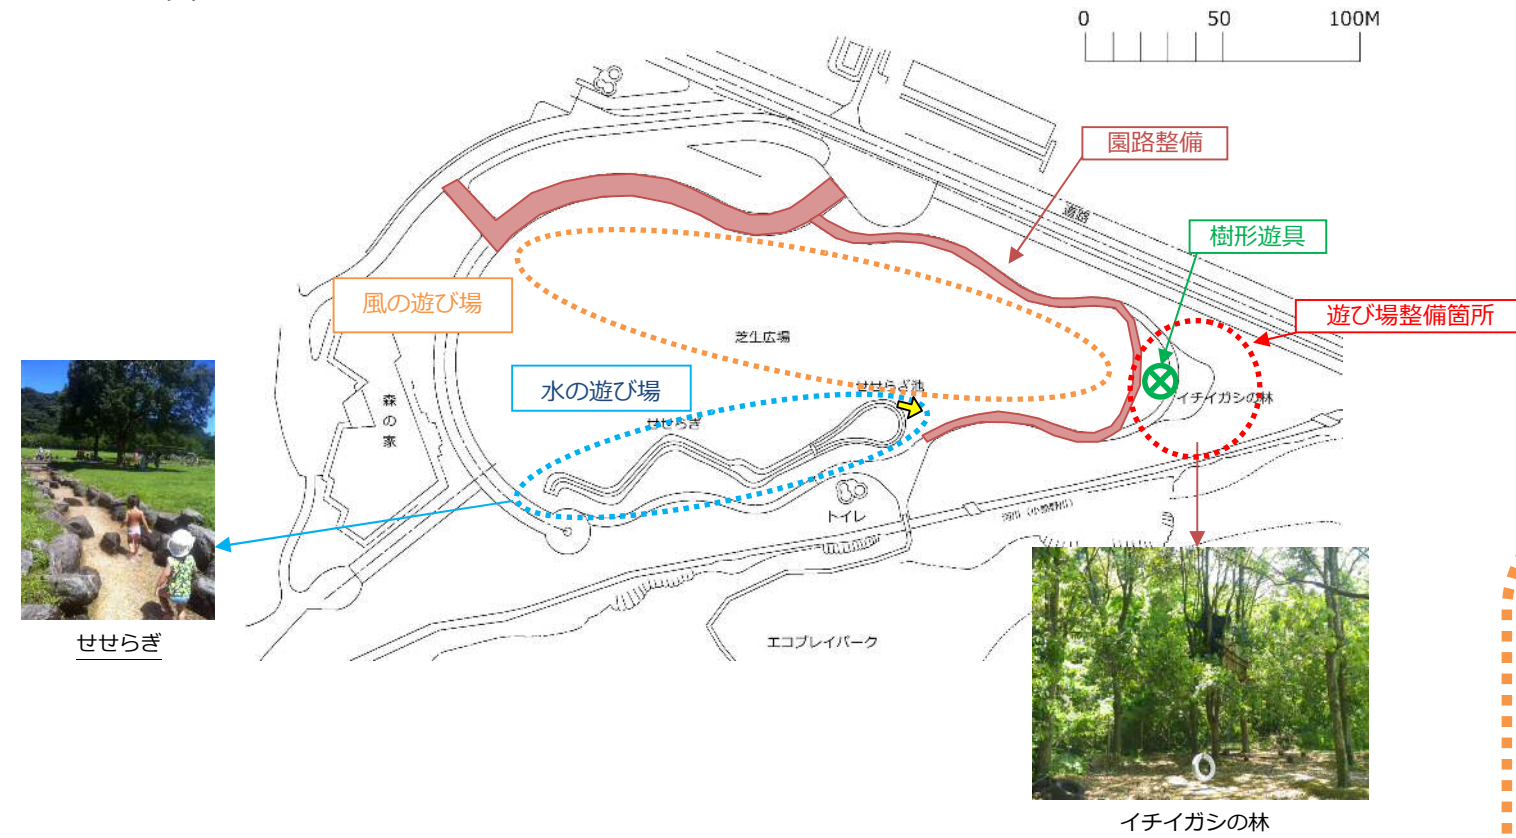 0 50 100M
園路整備
道路
樹形遊具
風の遊び場
遊び場整備箇所
芝生広場
水の遊び場
せせらぎ池
イチイガシの林
森の家
せせらぎ
トイレ
せせらぎ
エコプレイパーク
イチイガシの林